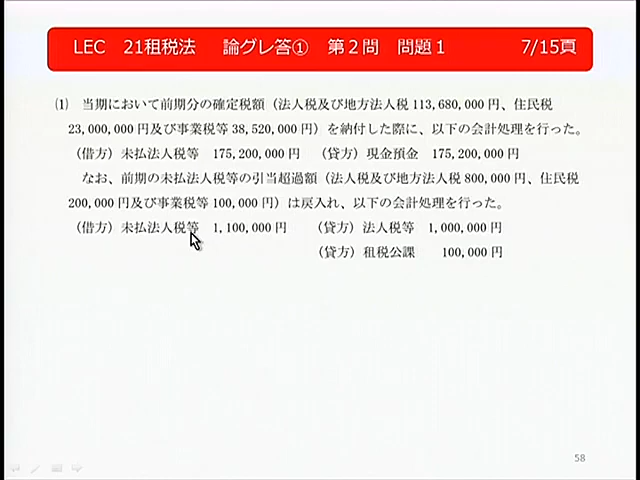 LEC 21租税法 論グレ答① 第2問 問題1 7/15頁
(1) 当期において前期分の確定税額（法人税及び地方法人税 113,680,000 円、住民税
23,000,000 円及び事業税等 38,520,000 円）を納付した際に、以下の会計処理を行った。
（借方）未払法人税等 175,200,000 円 （貸方）現金預金 175,200,000 円
なお、前期の未払法人税等の引当超過額（法人税及び地方法人税 800,000 円、住民税
200,000 円及び事業税等 100,000 円）は戻入れ、以下の会計処理を行った。
（借方）未払法人税等 1,100,000 円 （貸方）法人税等 1,000,000 円
（貸方）租税公課 100,000 円
58